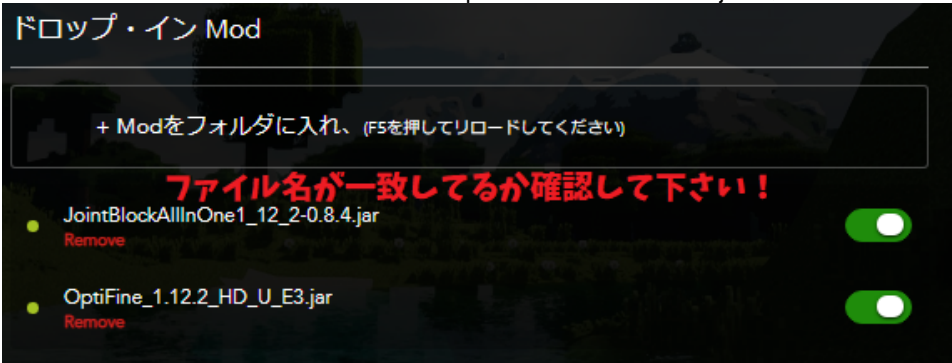 ドロップ・イン Mod
+ Modをフォルダに入れ、(F5を押してリロードしてください)
ファイル名が一致してるか確認して下さい！
JointBlockAllInOne1_12_2-0.8.4.jar
Remove
OptiFine_1.12.2_HD_U_E3.jar
Remove